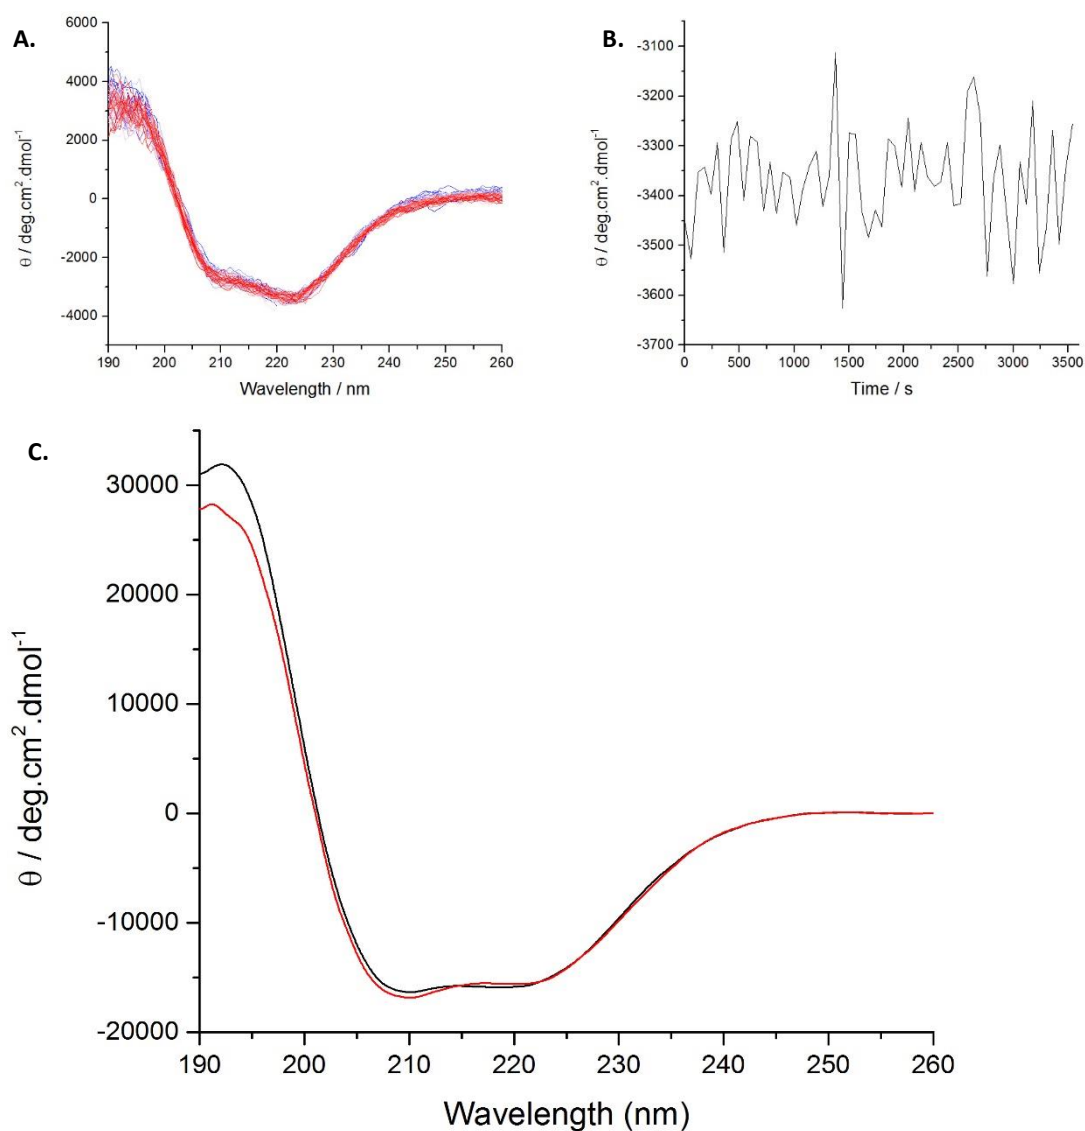 A.
6000
4000
2000
0
-2000
-4000
θ / deg.cm².dmol⁻¹
190 200 210 220 230 240 250 260
Wavelength / nm
B.
-3100
-3200
-3300
-3400
-3500
-3600
-3700
θ / deg.cm².dmol⁻¹
0 500 1000 1500 2000 2500 3000 3500
Time / s
C.
30000
20000
10000
0
-10000
-20000
θ / deg.cm².dmol⁻¹
190 200 210 220 230 240 250 260
Wavelength (nm)